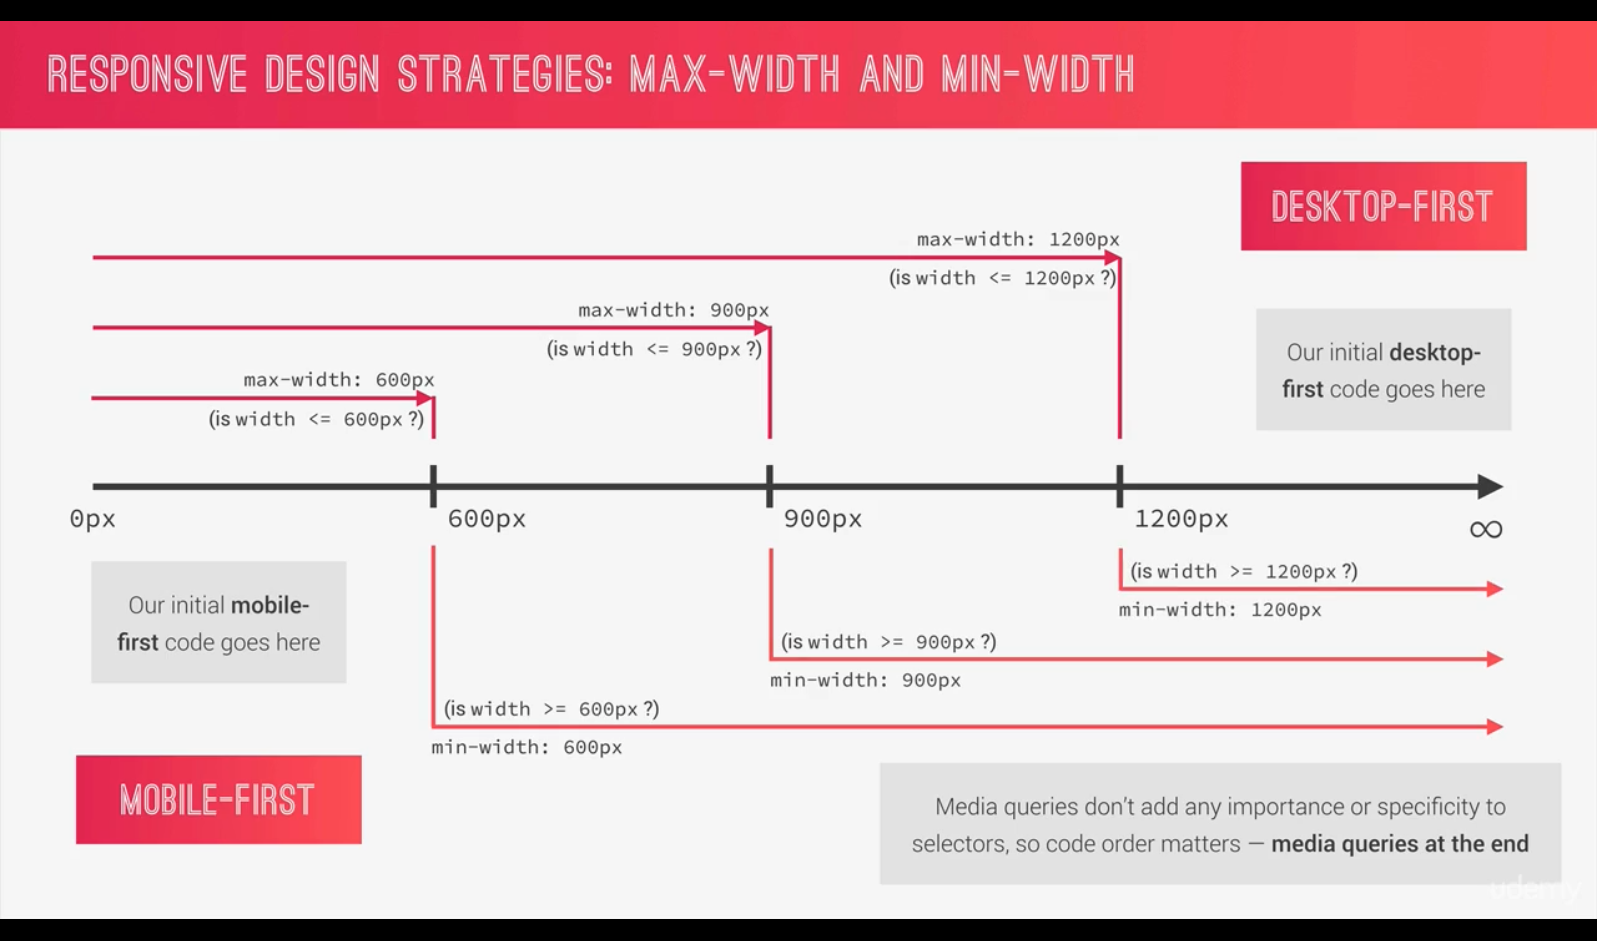 RESPONSIVE DESIGN STRATEGIES: MAX-WIDTH AND MIN-WIDTH
DESKTOP-FIRST
max-width: 1200px
(is width <= 1200px ?)
max-width: 900px
(is width <= 900px ?)
Our initial desktop-
first code goes here
max-width: 600px
(is width <= 600px ?)
0px
600px
900px
1200px
∞
Our initial mobile-
first code goes here
(is width >= 1200px ?)
min-width: 1200px
(is width >= 900px ?)
min-width: 900px
(is width >= 600px ?)
min-width: 600px
MOBILE-FIRST
Media queries don’t add any importance or specificity to
selectors, so code order matters — media queries at the end
udemy